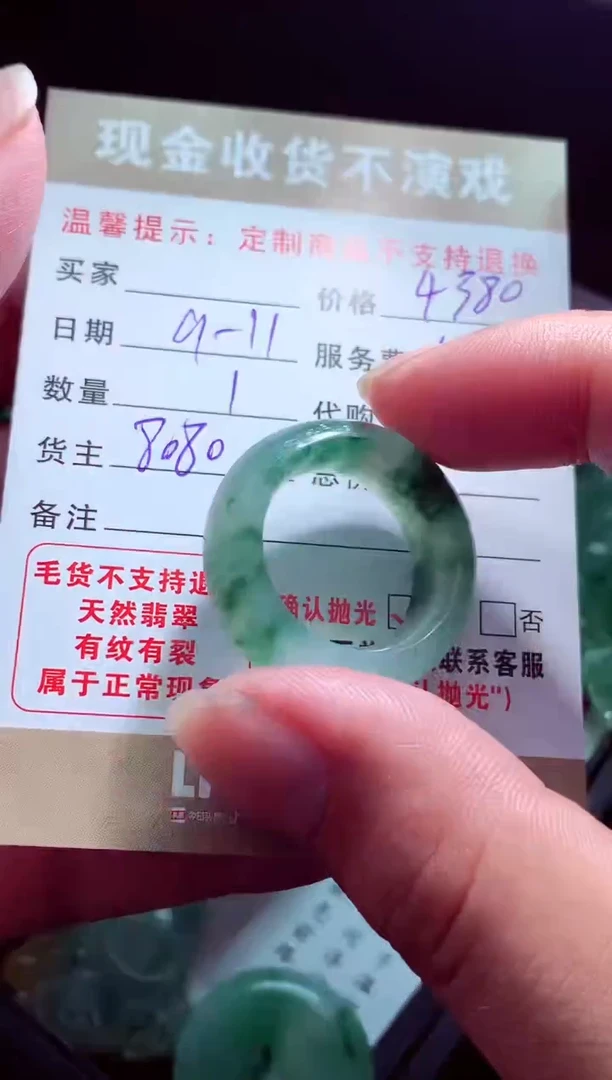 现金收货不演戏
温馨提示：定制商品不支持退换
买家 价格 4380
日期 9-11 服务费
数量 1 代购
货主 8080
备注
毛货不支持退
天然翡翠 确认抛光 否
有纹有裂 联系客服
属于正常现象 认抛光")